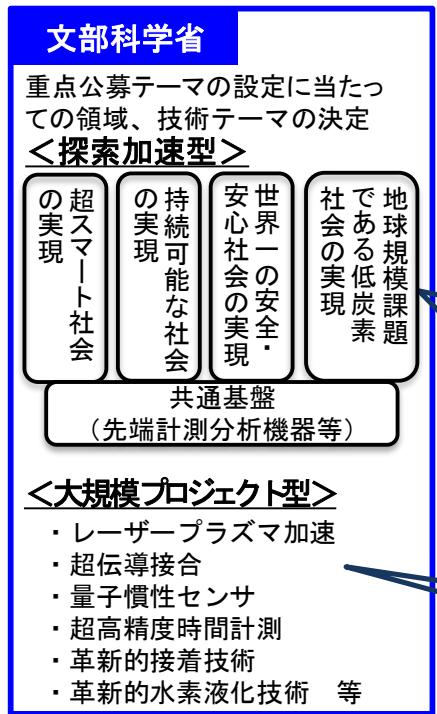 文部科学省
重点公募テーマの設定に当たっ
ての領域、技術テーマの決定
＜探索加速型＞
超スマート社会
の実現
持続可能な社会
の実現
世界一の安全・
安心社会の実現
地球規模課題
である低炭素
社会の実現
共通基盤
（先端計測分析機器等）
＜大規模プロジェクト型＞
・レーザープラズマ加速
・超伝導接合
・量子慣性センサ
・超高精度時間計測
・革新的接着技術
・革新的水素液化技術　等